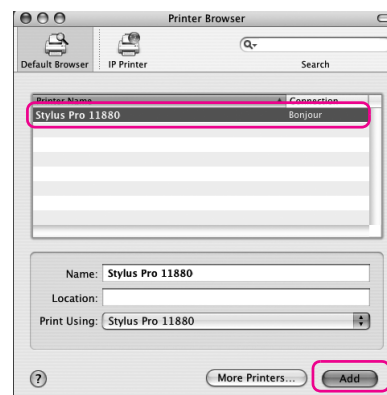 Printer Browser
Default Browser IP Printer Search
Printer Name Connection
Stylus Pro 11880 Bonjour
Name: Stylus Pro 11880
Location:
Print Using: Stylus Pro 11880
? More Printers... Add